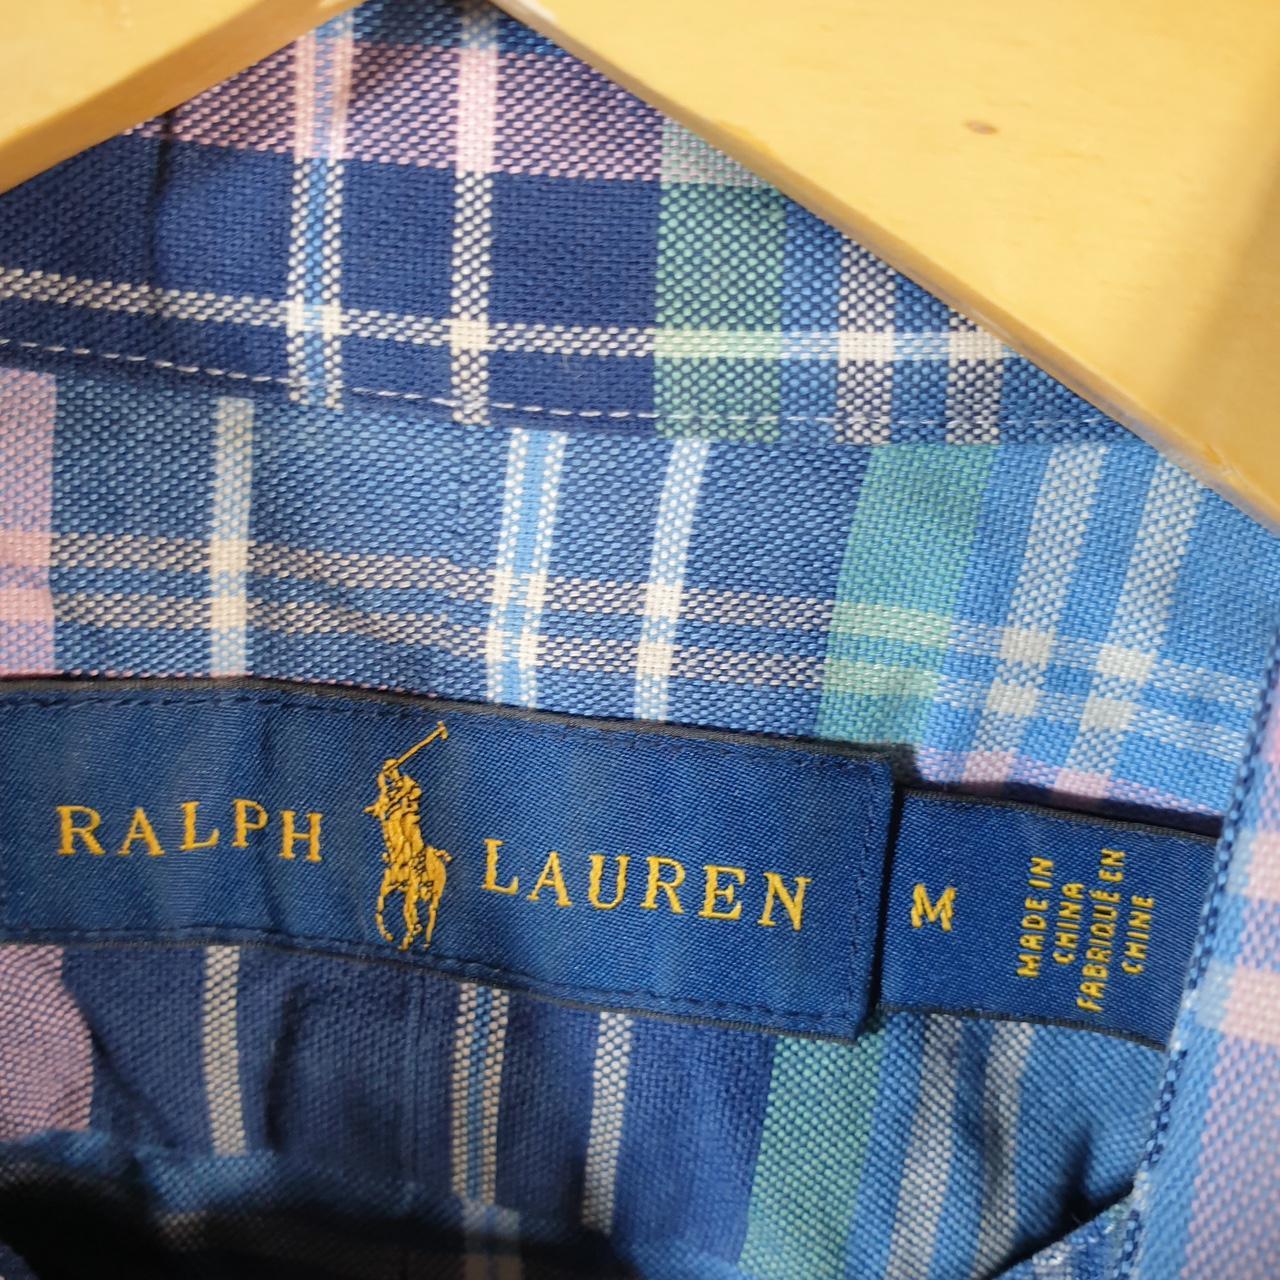 RALPH LAUREN
M
MADE IN
CHINA
FABRIQUÉ EN
CHINE